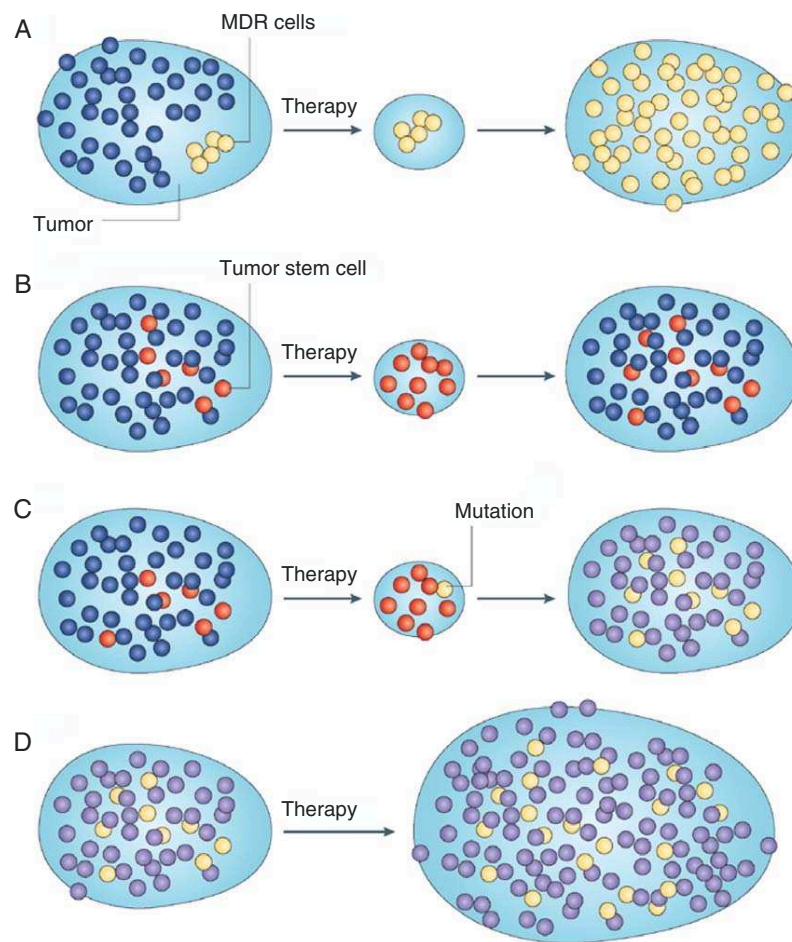 A
MDR cells
Therapy
Tumor
B
Tumor stem cell
Therapy
C
Mutation
Therapy
D
Therapy